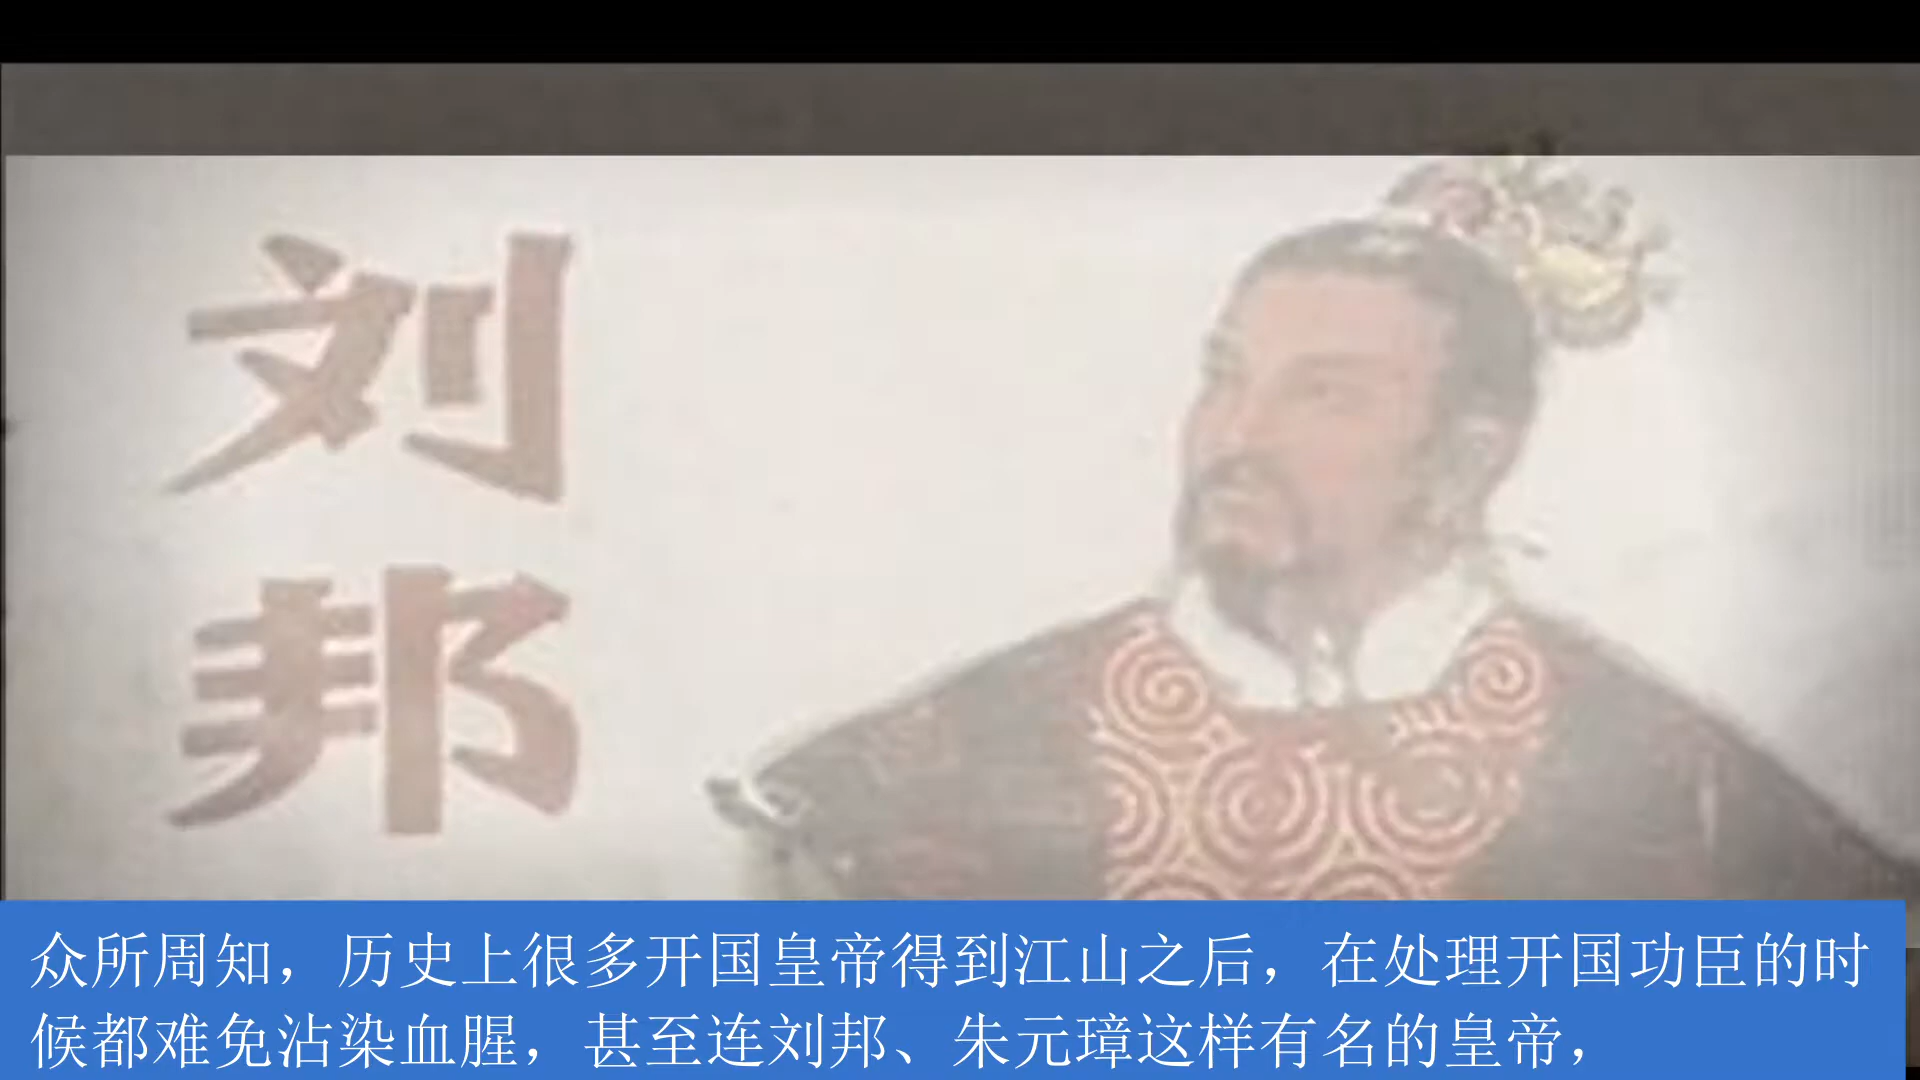 刘
邦
众所周知，历史上很多开国皇帝得到江山之后，在处理开国功臣的时
候都难免沾染血腥，甚至连刘邦、朱元璋这样有名的皇帝，